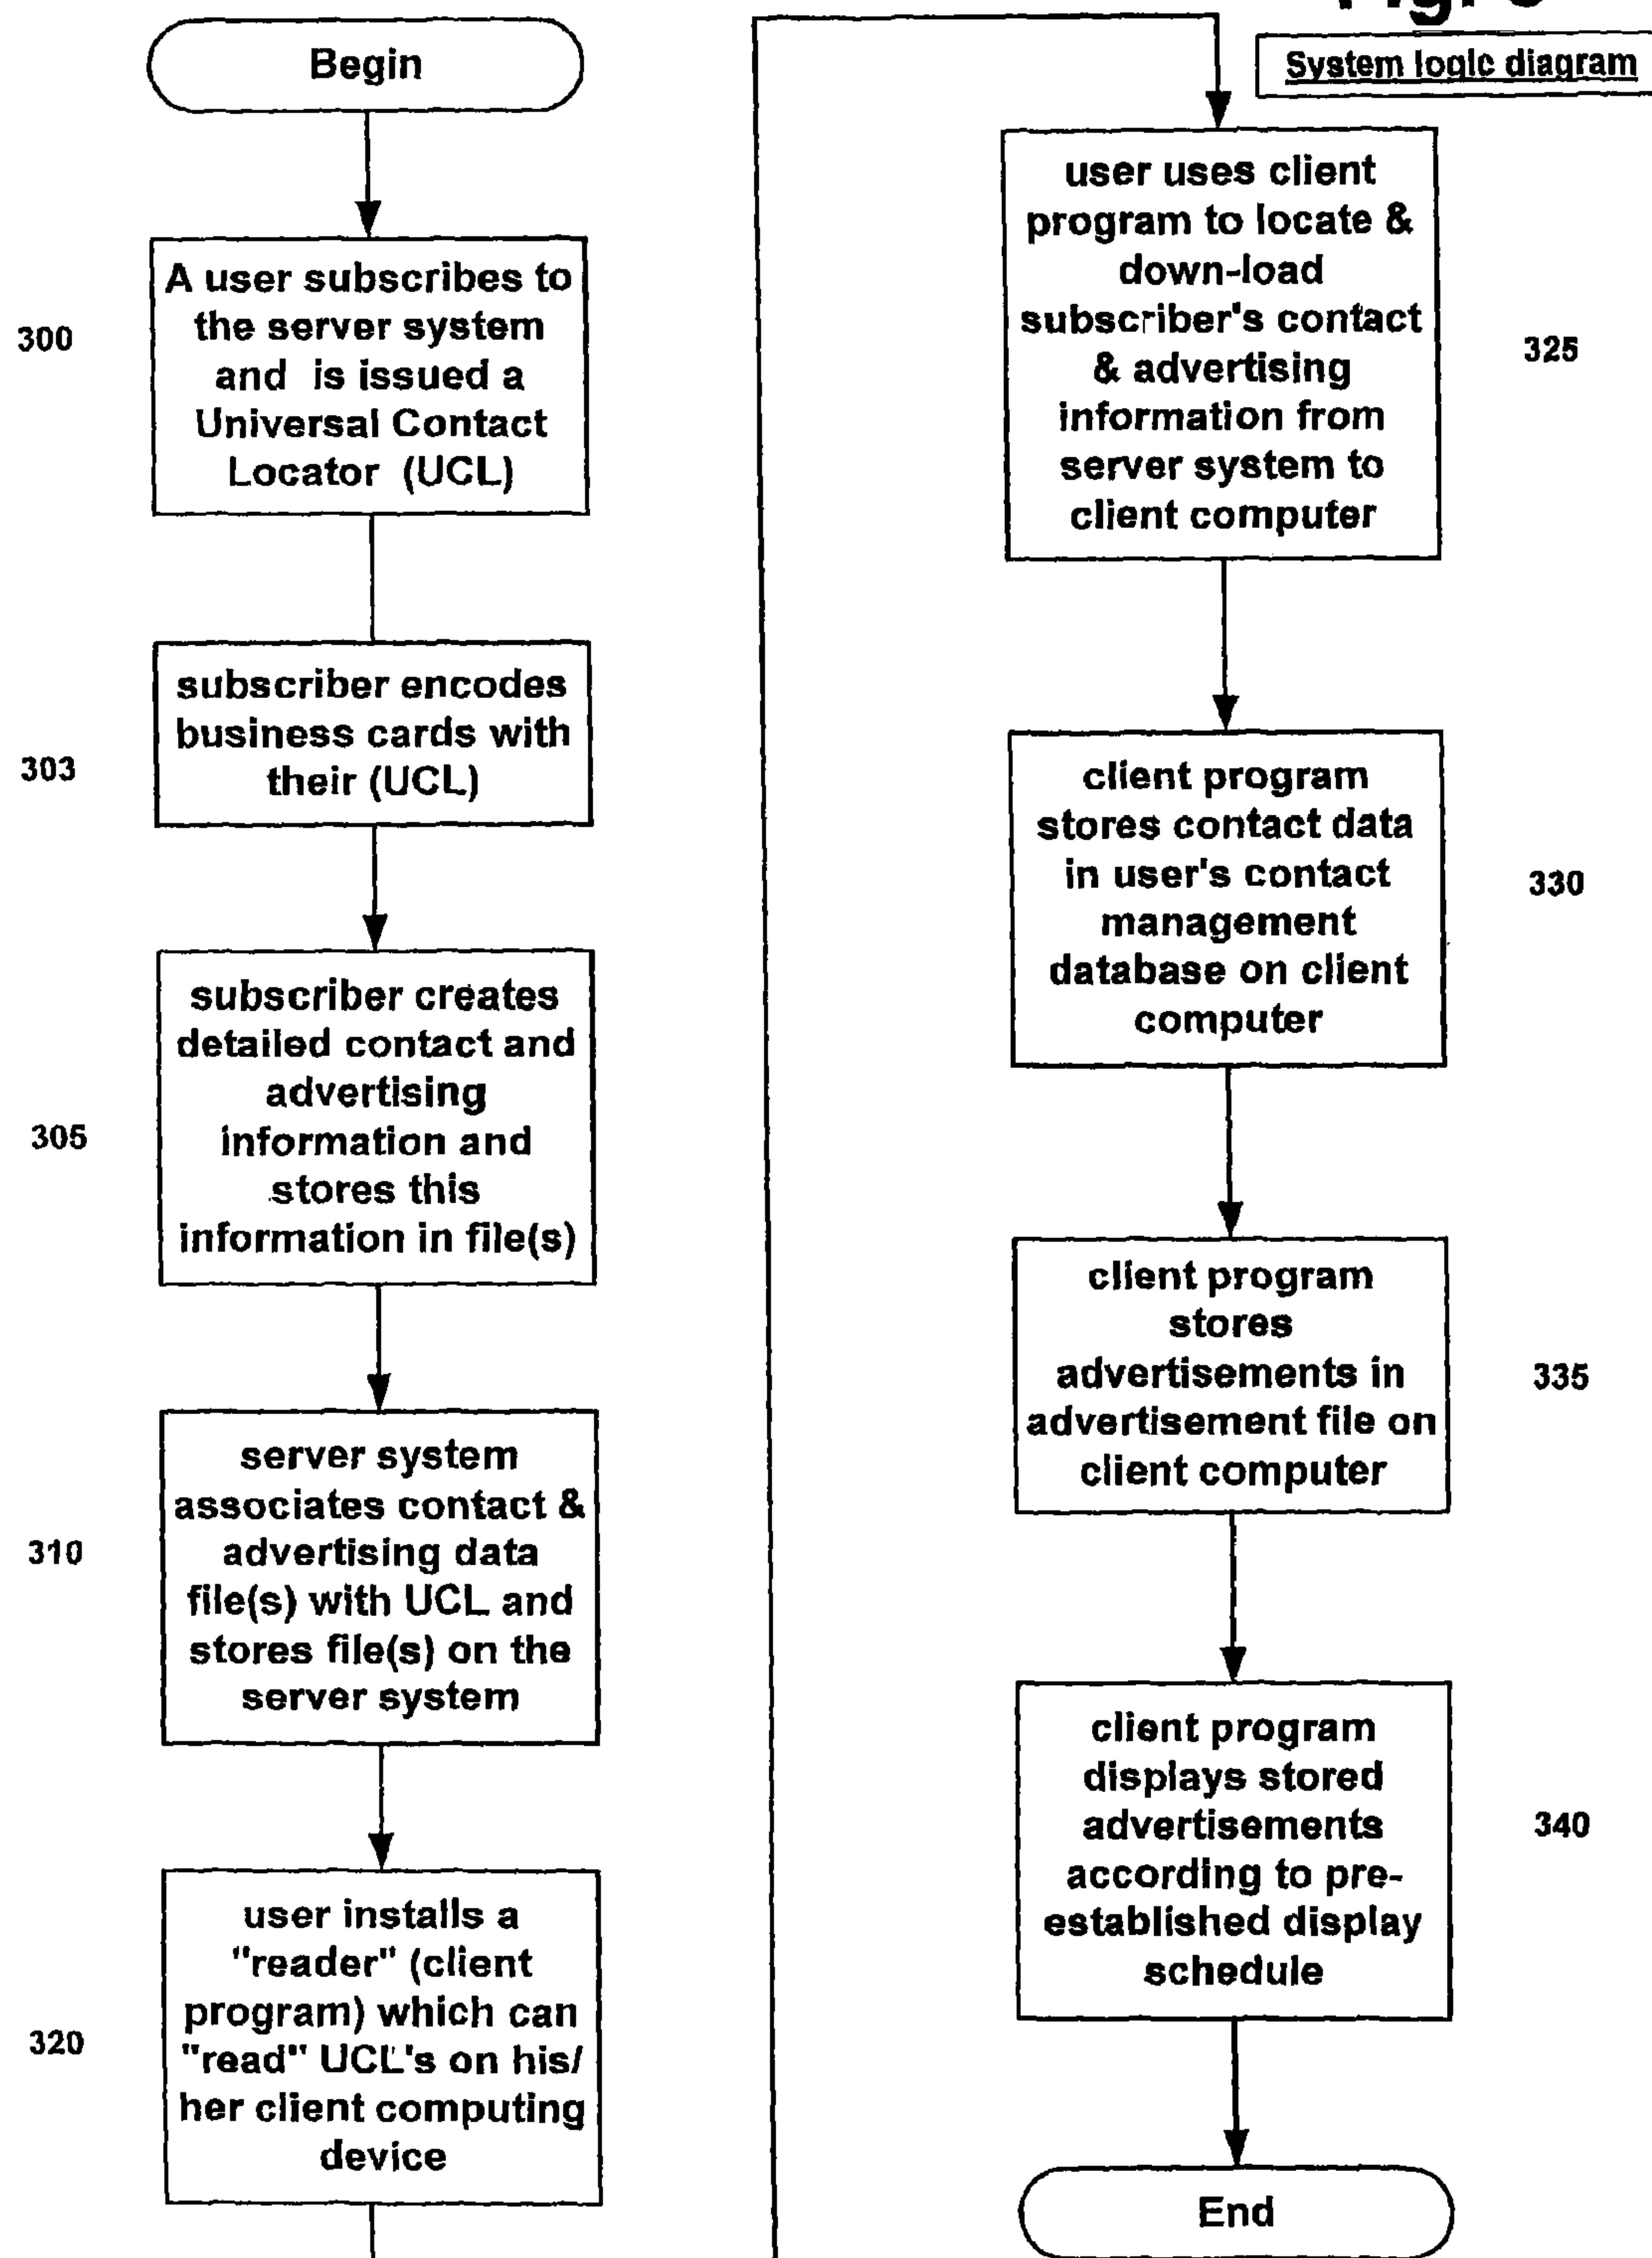 System logic diagram
Begin
300
A user subscribes to
the server system
and is issued a
Universal Contact
Locator (UCL)
303
subscriber encodes
business cards with
their (UCL)
305
subscriber creates
detailed contact and
advertising
information and
stores this
information in file(s)
310
server system
associates contact &
advertising data
file(s) with UCL and
stores file(s) on the
server system
320
user installs a
"reader" (client
program) which can
"read" UCL's on his/
her client computing
device
user uses client
program to locate &
down-load
subscriber's contact
& advertising
information from
server system to
client computer
325
client program
stores contact data
in user's contact
management
database on client
computer
330
client program
stores
advertisements in
advertisement file on
client computer
335
client program
displays stored
advertisements
according to pre-
established display
schedule
340
End